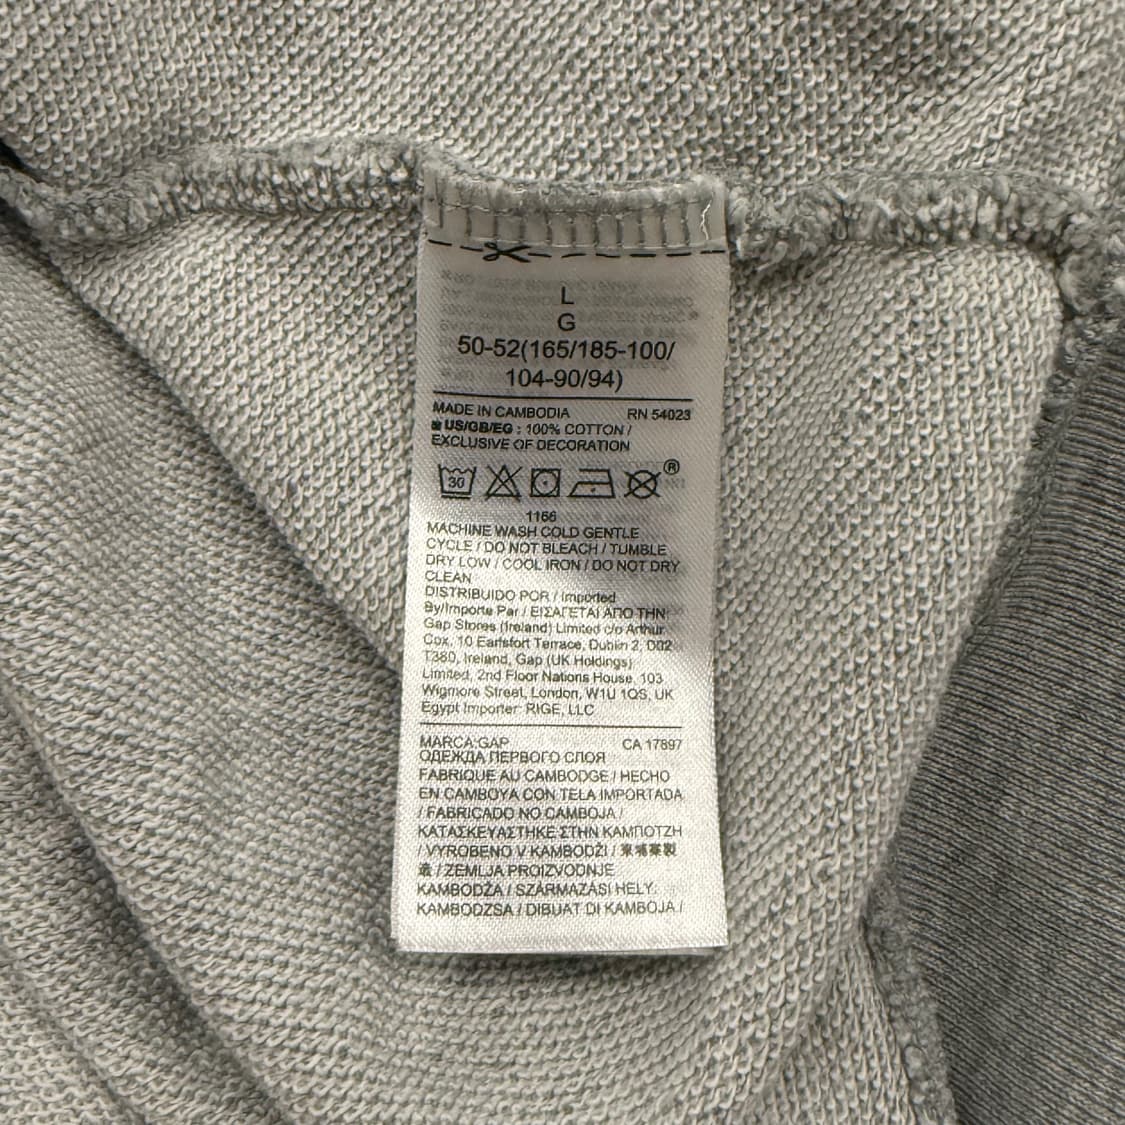 L
G
50-52(165/185-100/
104-90/94)
MADE IN CAMBODIA RN 54023
US/GB/EG : 100% COTTON /
EXCLUSIVE OF DECORATION
30 ®
1166
MACHINE WASH COLD GENTLE
CYCLE / DO NOT BLEACH / TUMBLE
DRY LOW / COOL IRON / DO NOT DRY
CLEAN
DISTRIBUIDO POR / Imported
By/Importe Par / ΕΙΣΑΓΕΤΑΙ ΑΠΟ ΤΗΝ
Gap Stores (Ireland) Limited c/o Arthur
Cox, 10 Earlsfort Terrace, Dublin 2, D02
T380, Ireland, Gap (UK Holdings)
Limited, 2nd Floor Nations House, 103
Wigmore Street, London, W1U 1QS, UK
Egypt Importer: RIGE, LLC
MARCA:GAP CA 17897
ОДЕЖДА ПЕРВОГО СЛОЯ
FABRIQUE AU CAMBODGE / HECHO
EN CAMBOYA CON TELA IMPORTADA
/ FABRICADO NO CAMBOJA /
ΚΑΤΑΣΚΕΥΑΣΤΗΚΕ ΣΤΗΝ ΚΑΜΠΟΤΖΗ
/ VYROBENO V KAMBODŽI / 柬埔寨製
造 / ZEMLJA PROIZVODNJE
KAMBODŽA / SZÁRMAZÁSI HELY:
KAMBODZSA / DIBUAT DI KAMBOJA /